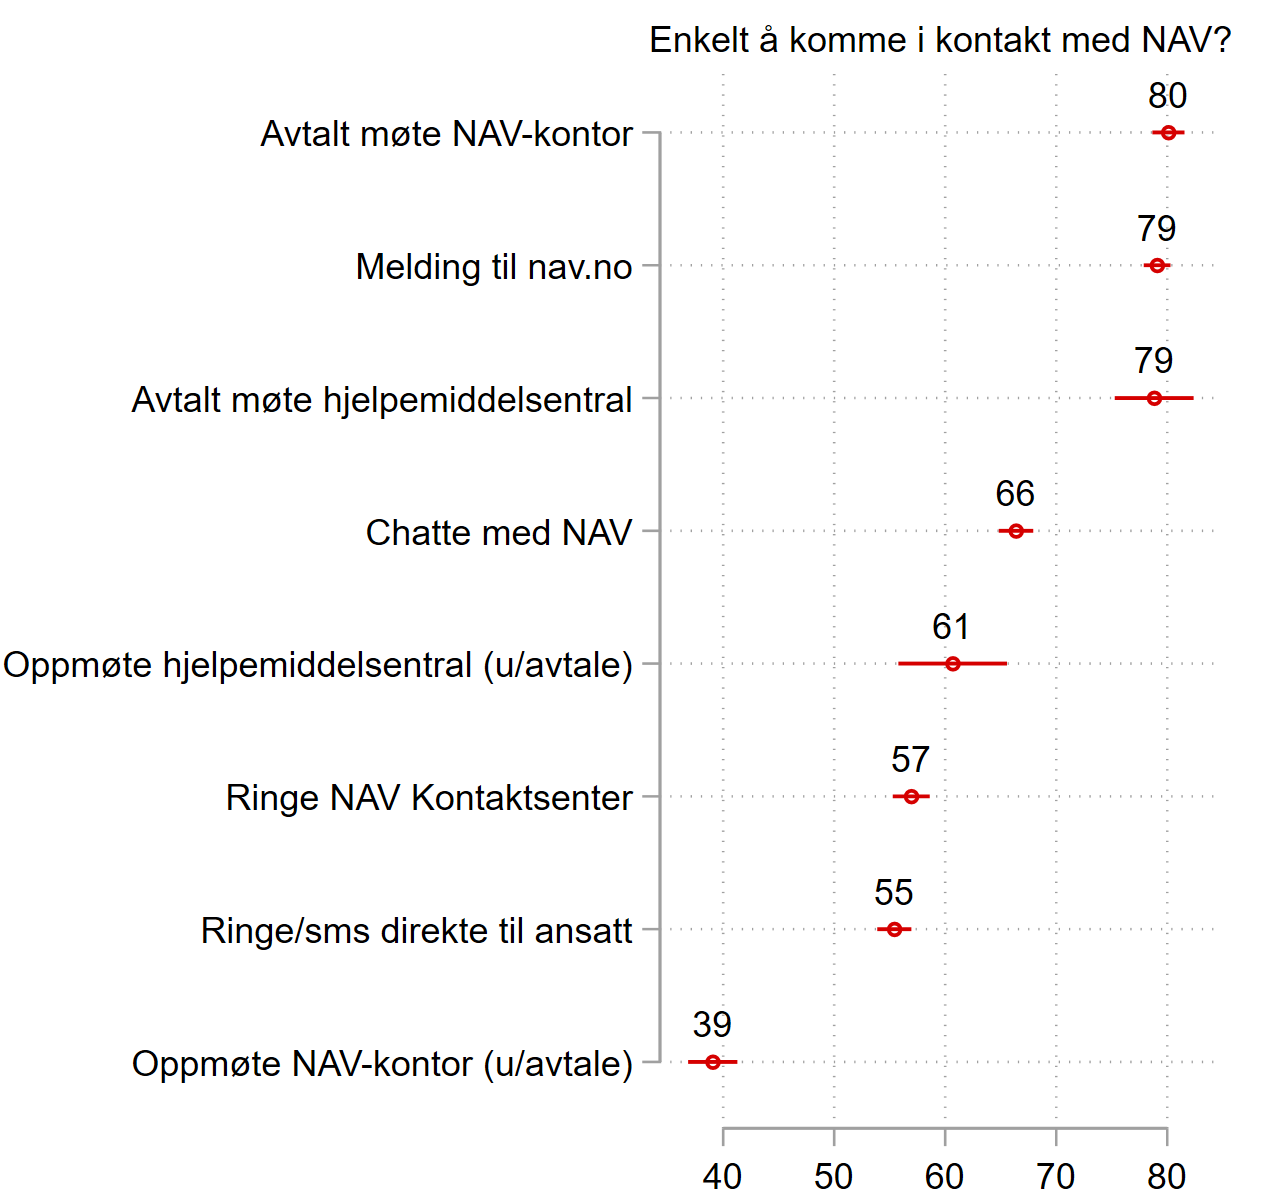 Enkelt å komme i kontakt med NAV?
80
Avtalt møte NAV-kontor
79
Melding til nav.no
79
Avtalt møte hjelpemiddelsentral
66
Chatte med NAV
61
Oppmøte hjelpemiddelsentral (u/avtale)
57
Ringe NAV Kontaktsenter
55
Ringe/sms direkte til ansatt
39
Oppmøte NAV-kontor (u/avtale)
40 50 60 70 80